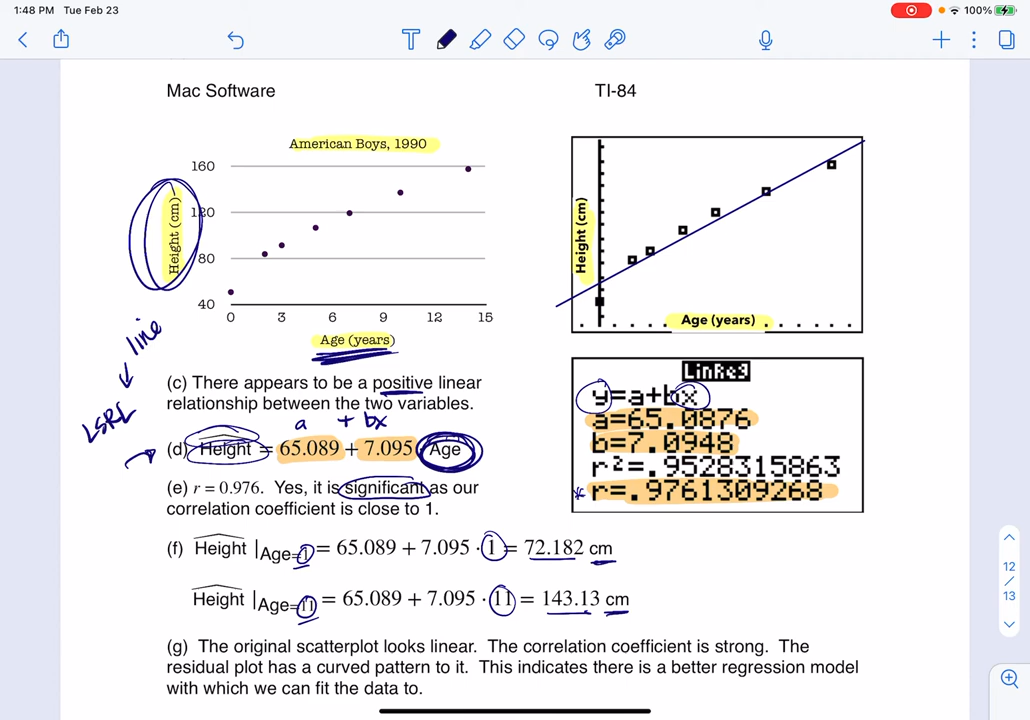 1:48 PM Tue Feb 23
100%
T
Mac Software
TI-84
American Boys, 1990
160
120
80
40
0
3
6
9
12
15
Height (cm)
Age (years)
Height (cm)
Age (years)
line
LSRL
(c) There appears to be a positive linear
relationship between the two variables.
a + bx
(d) Height = 65.089 + 7.095 · Age
(e) r = 0.976. Yes, it is significant as our
correlation coefficient is close to 1.
LinReg
y=a+bx
a=65.0876
b=7.0948
r²=.9528315863
* r=.9761309268
(f) Height |Age=1 = 65.089 + 7.095 · 1 = 72.182 cm
Height |Age=11 = 65.089 + 7.095 · 11 = 143.13 cm
(g) The original scatterplot looks linear. The correlation coefficient is strong. The
residual plot has a curved pattern to it. This indicates there is a better regression model
with which we can fit the data to.
12
/
13